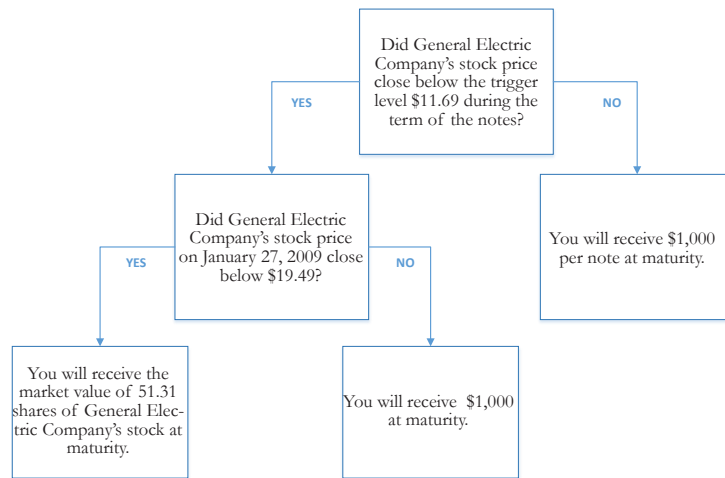 Did General Electric
Company's stock price
close below the trigger
level $11.69 during the
term of the notes?
YES
NO
Did General Electric
Company's stock price
on January 27, 2009 close
below $19.49?
You will receive $1,000
per note at maturity.
YES
NO
You will receive the
market value of 51.31
shares of General Elec-
tric Company's stock at
maturity.
You will receive $1,000
at maturity.